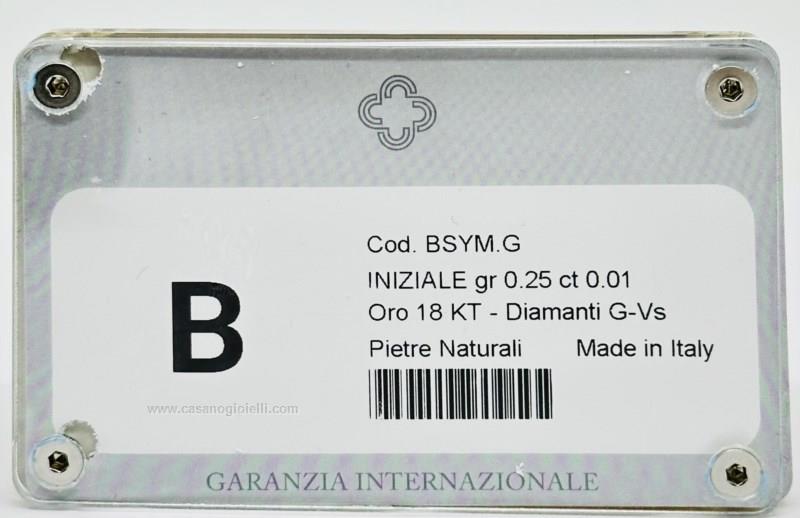 Cod. BSYM.G
INIZIALE gr 0.25 ct 0.01
Oro 18 KT - Diamanti G-Vs
Pietre Naturali Made in Italy
B
www.casanogioielli.com
GARANZIA INTERNAZIONALE